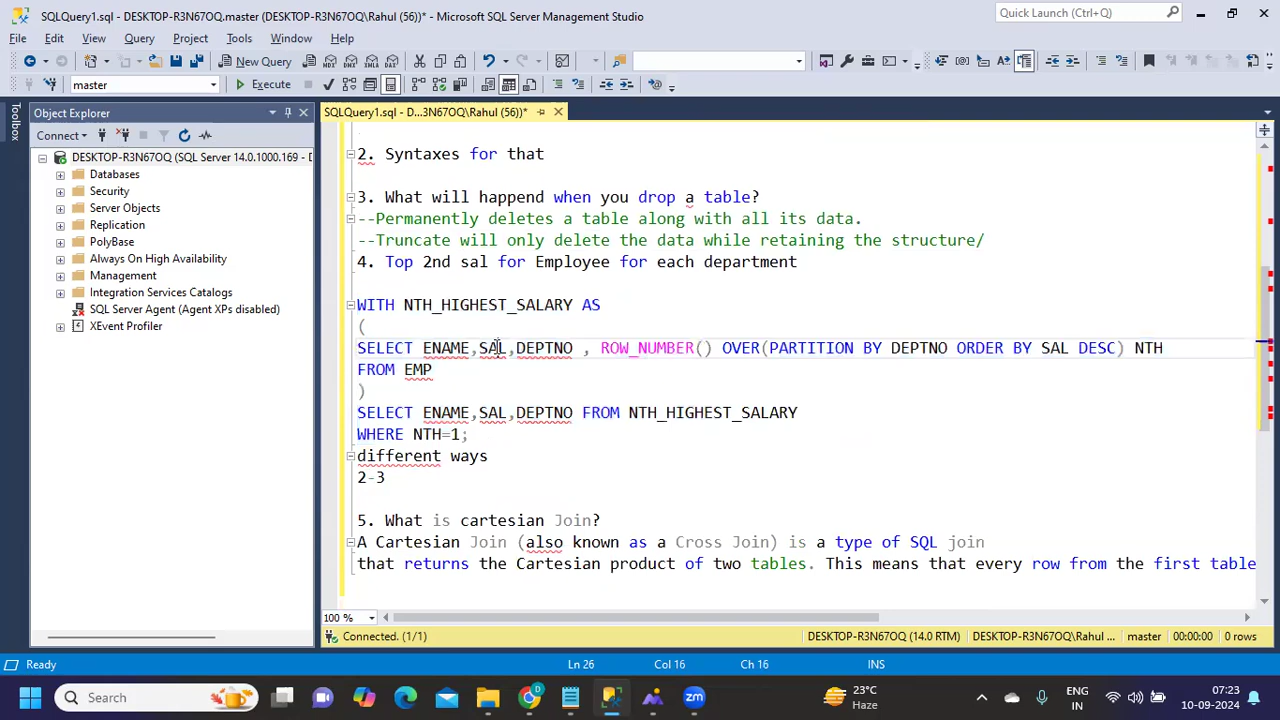 SQLQuery1.sql - DESKTOP-R3N67OQ.master (DESKTOP-R3N67OQ\Rahul (56))* - Microsoft SQL Server Management Studio
Quick Launch (Ctrl+Q)
File Edit View Query Project Tools Window Help
New Query
MDX DMX XMLA DAX
master
Execute
Toolbox
Object Explorer
SQLQuery1.sql - D...3N67OQ\Rahul (56))*
Connect
DESKTOP-R3N67OQ (SQL Server 14.0.1000.169 - D
Databases
Security
Server Objects
Replication
PolyBase
Always On High Availability
Management
Integration Services Catalogs
SQL Server Agent (Agent XPs disabled)
XEvent Profiler
2. Syntaxes for that
3. What will happend when you drop a table?
--Permanently deletes a table along with all its data.
--Truncate will only delete the data while retaining the structure/
4. Top 2nd sal for Employee for each department
WITH NTH_HIGHEST_SALARY AS
(
SELECT ENAME,SAL,DEPTNO , ROW_NUMBER() OVER(PARTITION BY DEPTNO ORDER BY SAL DESC) NTH
FROM EMP
)
SELECT ENAME,SAL,DEPTNO FROM NTH_HIGHEST_SALARY
WHERE NTH=1;
different ways
2-3
5. What is cartesian Join?
A Cartesian Join (also known as a Cross Join) is a type of SQL join
that returns the Cartesian product of two tables. This means that every row from the first table
100 %
Connected. (1/1)
DESKTOP-R3N67OQ (14.0 RTM)
DESKTOP-R3N67OQ\Rahul ...
master
00:00:00
0 rows
Ready
Ln 26
Col 16
Ch 16
INS
Search
23°C
Haze
ENG
IN
07:23
10-09-2024